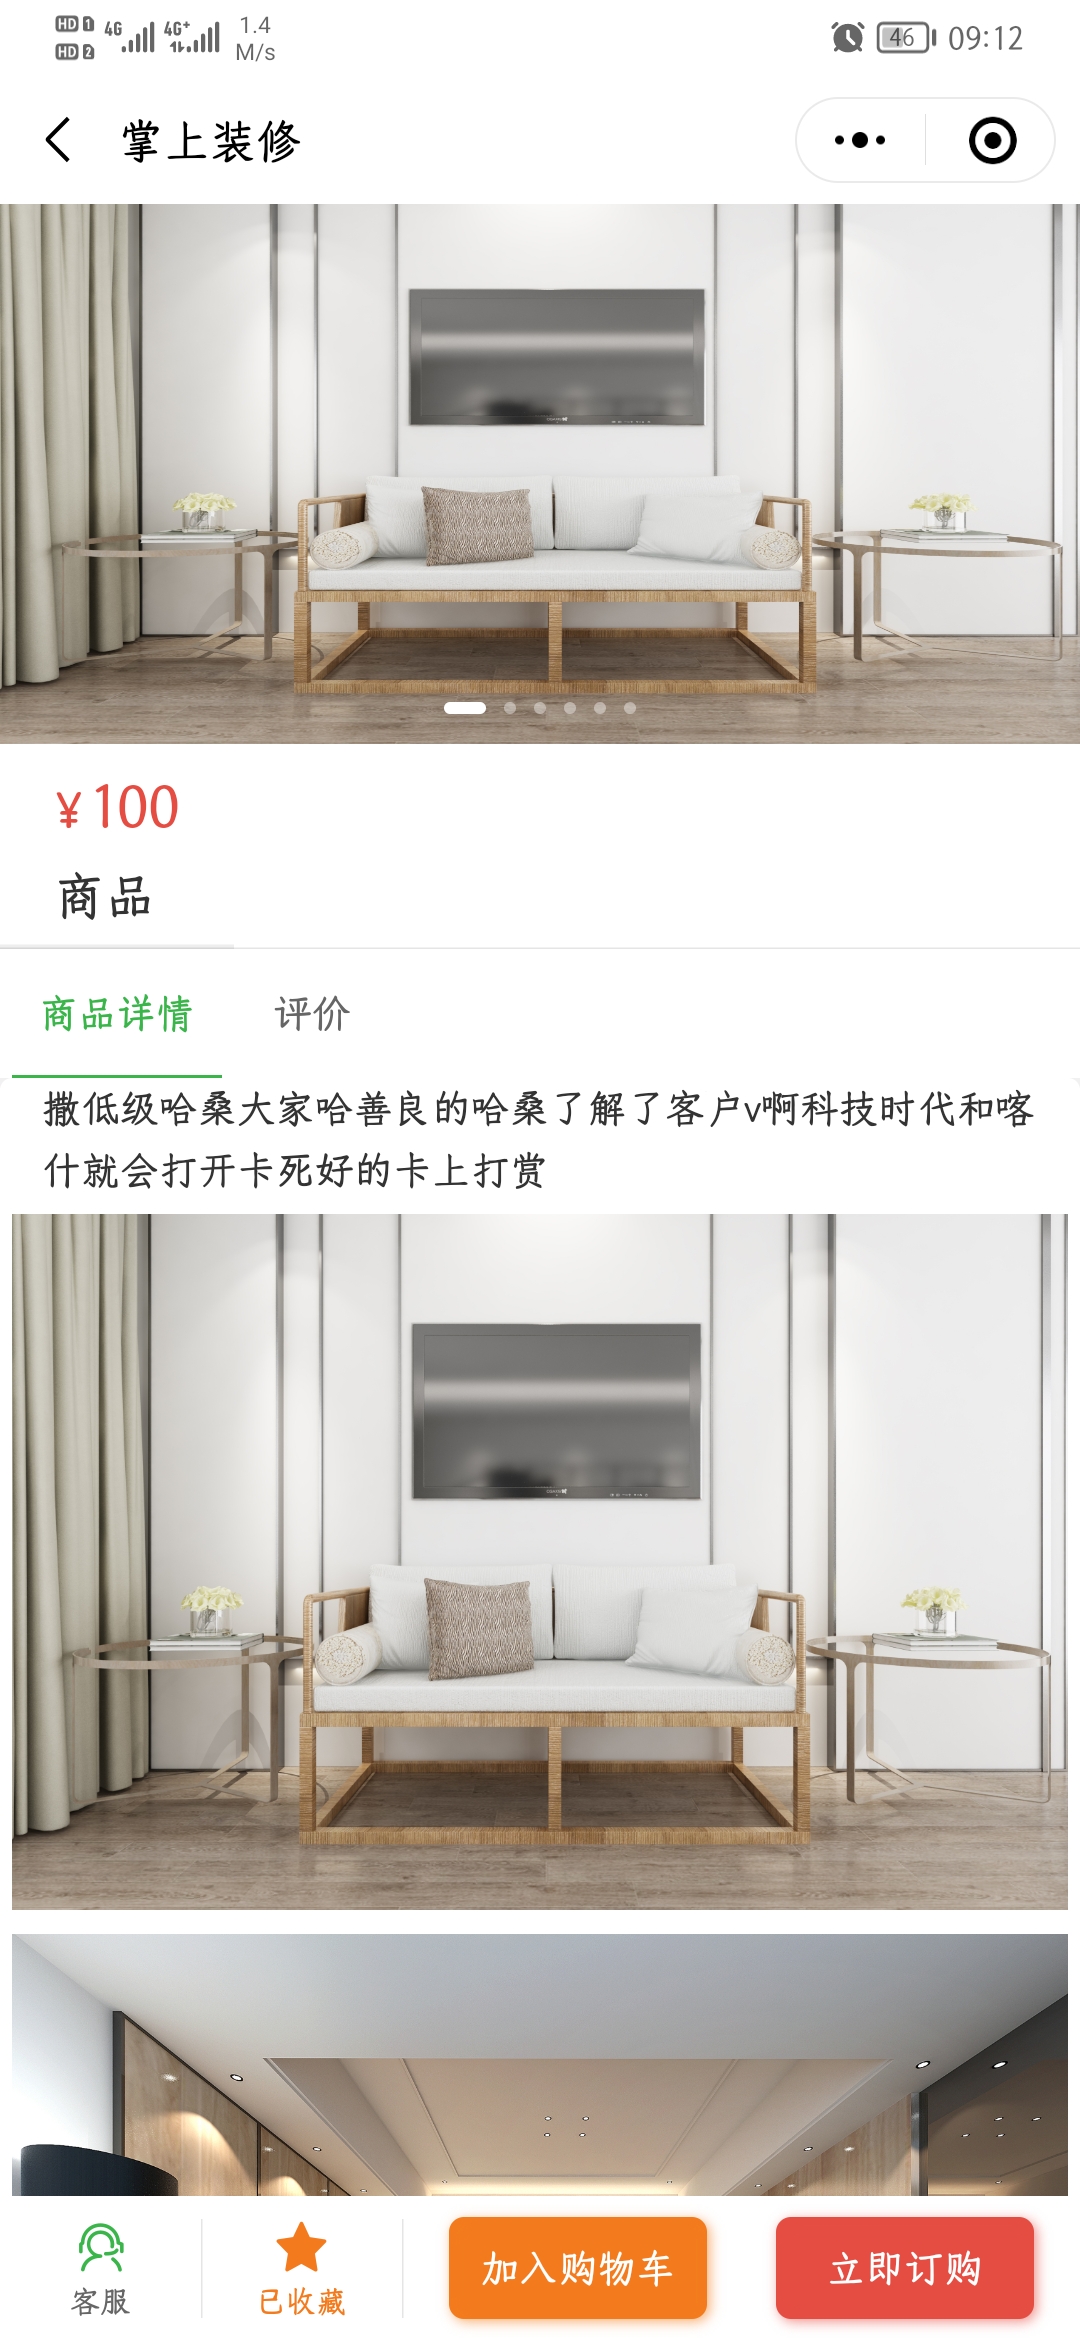 HD 1 4G 4G+ 1.4
HD 2 M/s
46 09:12
掌上装修
¥100
商品
商品详情 评价
撒低级哈桑大家哈善良的哈桑了解了客户v啊科技时代和喀
什就会打开卡死好的卡上打赏
客服 已收藏 加入购物车 立即订购